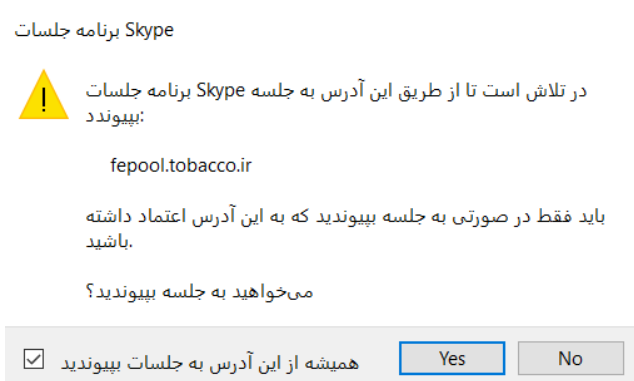 برنامه جلسات Skype
در تلاش است تا از طریق این آدرس به جلسه Skype برنامه جلسات
بپیوندد:
fepool.tobacco.ir
باید فقط در صورتی به جلسه بپیوندید که به این آدرس اعتماد داشته
باشید.
می‌خواهید به جلسه بپیوندید؟
همیشه از این آدرس به جلسات بپیوندید
Yes
No